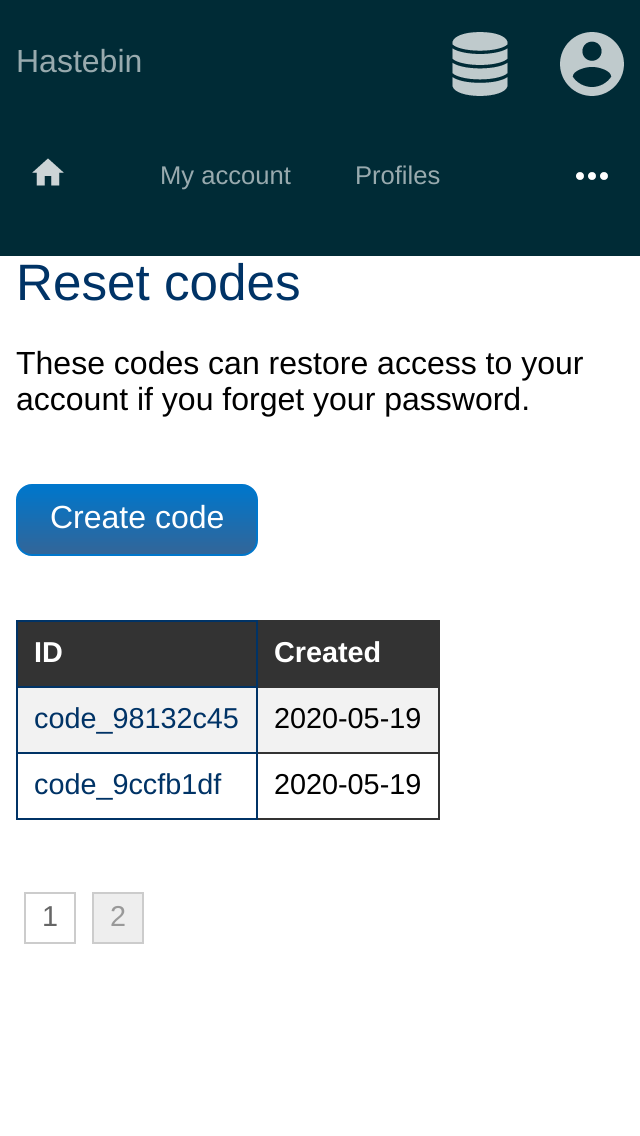 Hastebin
My account Profiles
Reset codes
These codes can restore access to your
account if you forget your password.
Create code
ID Created
code_98132c45 2020-05-19
code_9ccfb1df 2020-05-19
1 2